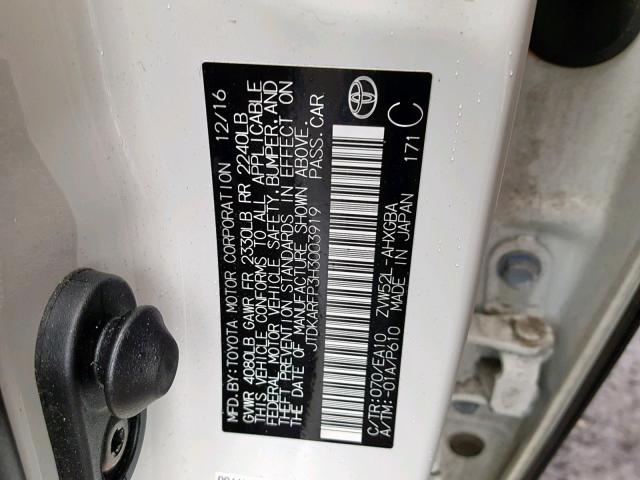 MFD. BY: TOYOTA MOTOR CORPORATION 12/16
GVWR 4080LB GAWR FR 2330LB RR 2240LB
THIS VEHICLE CONFORMS TO ALL APPLICABLE
FEDERAL MOTOR VEHICLE SAFETY, BUMPER, AND
THEFT PREVENTION STANDARDS IN EFFECT ON
THE DATE OF MANUFACTURE SHOWN ABOVE.
JTDKARFP3H3003919 PASS. CAR
C/TR: 070/EA10 ZVW52L-AHXGBA
A/TM: -01A/P610 MADE IN JAPAN 171 C